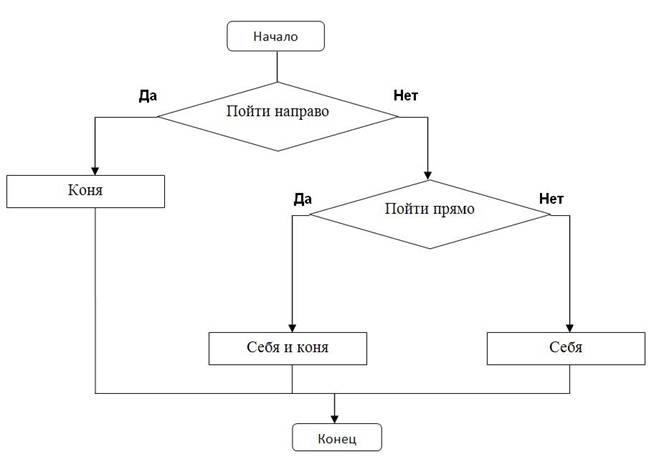 Начало
Да
Нет
Пойти направо
Коня
Да
Нет
Пойти прямо
Себя и коня
Себя
Конец